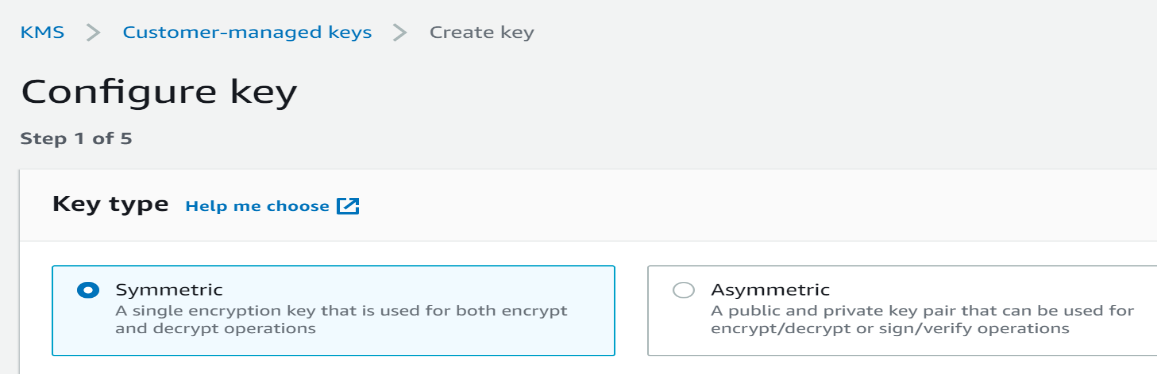 KMS > Customer-managed keys > Create key
Configure key
Step 1 of 5
Key type Help me choose
Symmetric
A single encryption key that is used for both encrypt
and decrypt operations
Asymmetric
A public and private key pair that can be used for
encrypt/decrypt or sign/verify operations